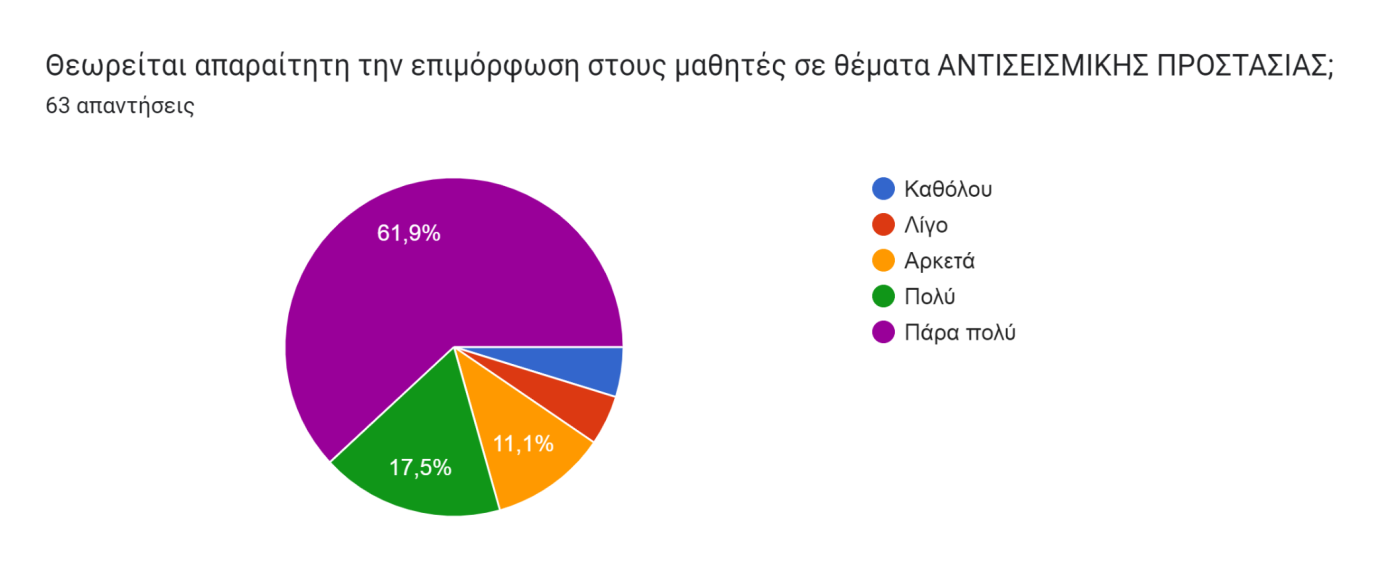 Θεωρείται απαραίτητη την επιμόρφωση στους μαθητές σε θέματα ΑΝΤΙΣΕΙΣΜΙΚΗΣ ΠΡΟΣΤΑΣΙΑΣ;
63 απαντήσεις
Καθόλου
Λίγο
Αρκετά
Πολύ
Πάρα πολύ
61,9%
11,1%
17,5%